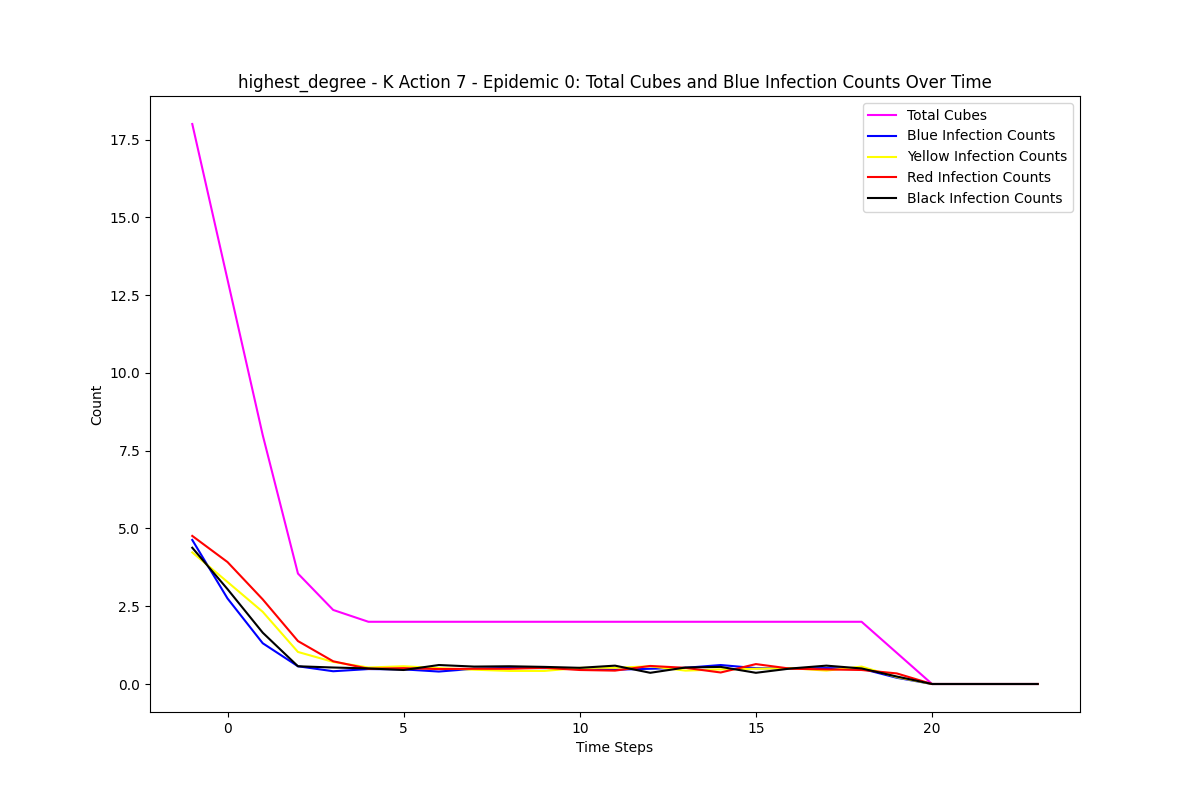 highest_degree - K Action 7 - Epidemic 0: Total Cubes and Blue Infection Counts Over Time
Total Cubes
Blue Infection Counts
Yellow Infection Counts
Red Infection Counts
Black Infection Counts
17.5
15.0
12.5
10.0
7.5
5.0
2.5
0.0
Count
0 5 10 15 20
Time Steps